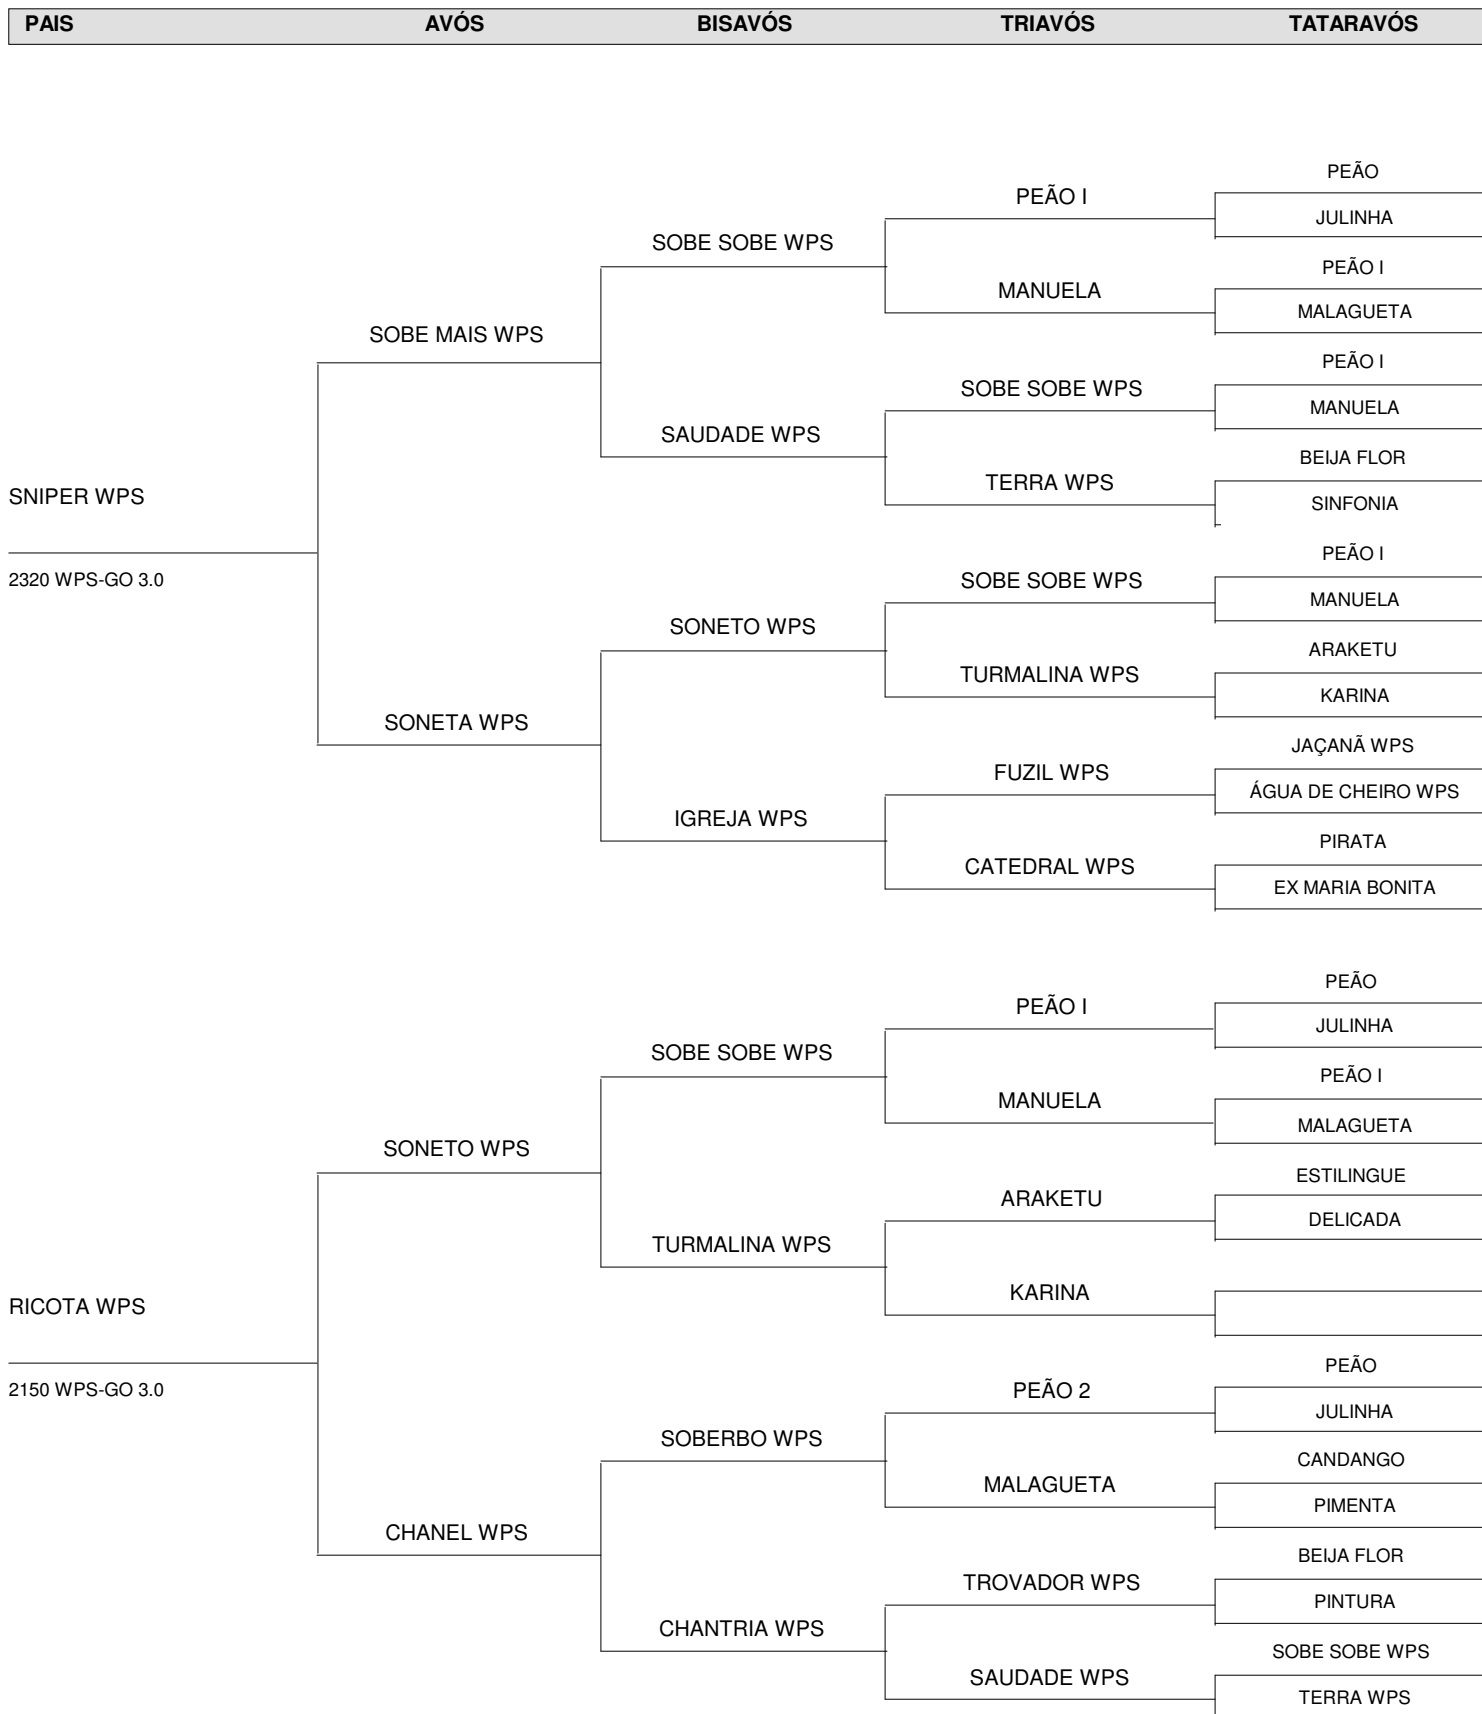 PAIS AVÓS BISAVÓS TRIAVÓS TATARAVÓS
PEÃO
PEÃO I
JULINHA
SOBE SOBE WPS
PEÃO I
MANUELA
MALAGUETA
SOBE MAIS WPS
PEÃO I
SOBE SOBE WPS
MANUELA
SAUDADE WPS
BEIJA FLOR
TERRA WPS
SNIPER WPS
SINFONIA
PEÃO I
2320 WPS-GO 3.0
SOBE SOBE WPS
MANUELA
SONETO WPS
ARAKETU
TURMALINA WPS
KARINA
SONETA WPS
JAÇANÃ WPS
FUZIL WPS
ÁGUA DE CHEIRO WPS
IGREJA WPS
PIRATA
CATEDRAL WPS
EX MARIA BONITA
PEÃO
PEÃO I
JULINHA
SOBE SOBE WPS
PEÃO I
MANUELA
MALAGUETA
SONETO WPS
ESTILINGUE
ARAKETU
DELICADA
TURMALINA WPS
KARINA
RICOTA WPS
PEÃO
2150 WPS-GO 3.0
PEÃO 2
JULINHA
SOBERBO WPS
CANDANGO
MALAGUETA
PIMENTA
CHANEL WPS
BEIJA FLOR
TROVADOR WPS
PINTURA
CHANTRIA WPS
SOBE SOBE WPS
SAUDADE WPS
TERRA WPS